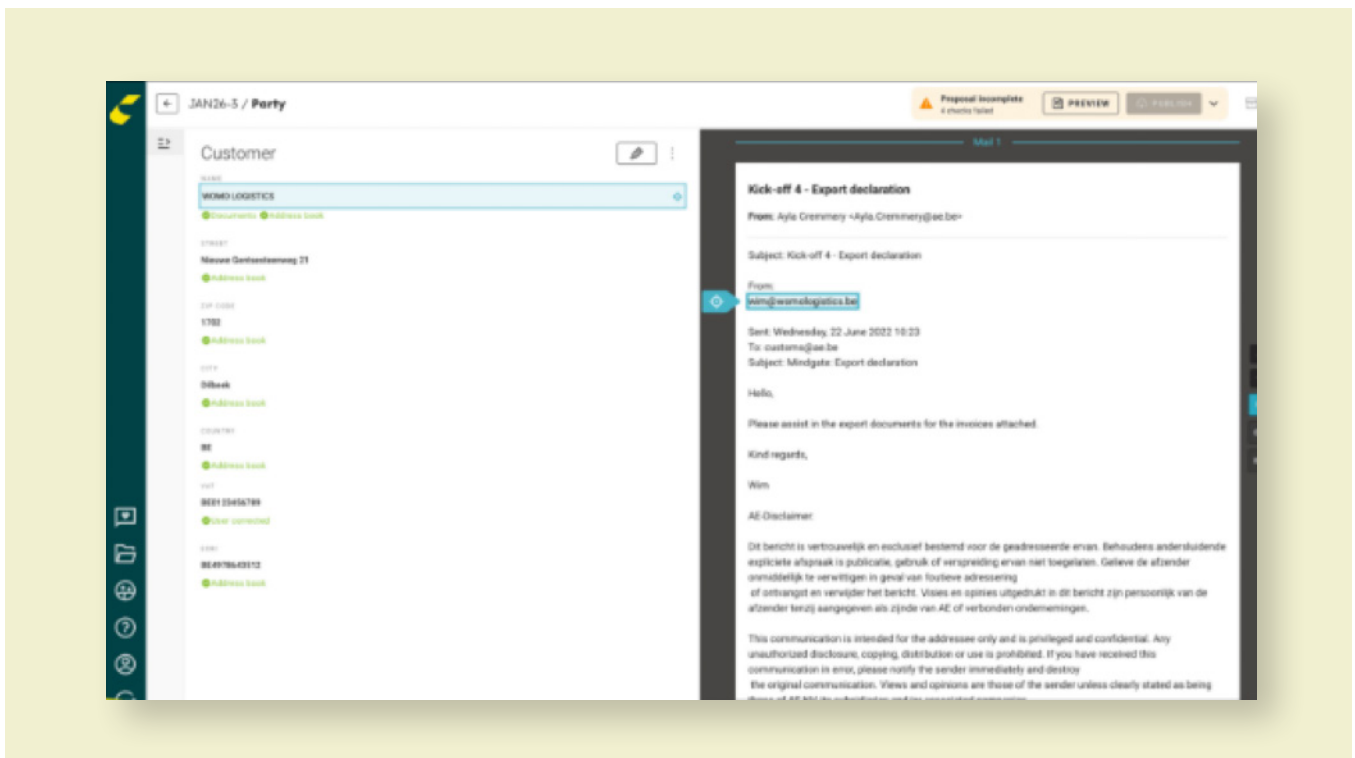 JAN26-3 / Party
Proposal incomplete
4 checks failed
PREVIEW
PUBLISH
Customer
NAME
WOMO LOGISTICS
Documents Address book
STREET
Nieuwe Gentsesteenweg 21
Address book
ZIP CODE
1702
Address book
CITY
Dilbeek
Address book
COUNTRY
BE
Address book
VAT
BE0123456789
User corrected
EORI
Address book
Mail 1
Kick-off 4 - Export declaration
From: Ayla Cremmery <Ayla.Cremmery@ae.be>
Subject: Kick-off 4 - Export declaration
From:
wim@womologistics.be
Sent: Wednesday, 22 June 2022 10:23
To: customs@ae.be
Subject: Mindgate: Export declaration
Hello,
Please assist in the export documents for the invoices attached.
Kind regards,
Wim
AE-Disclaimer:
Dit bericht is vertrouwelijk en exclusief bestemd voor de geadresseerde ervan. Behoudens andersluidende
expliciete afspraak is publicatie, gebruik of verspreiding ervan niet toegelaten. Gelieve de afzender
onmiddellijk te verwittigen in geval van foutieve adressering
of ontvangst en verwijder het bericht. Visies en opinies uitgedrukt in dit bericht zijn persoonlijk van de
afzender tenzij aangegeven als zijnde van AE of verbonden ondernemingen.
This communication is intended for the addressee only and is privileged and confidential. Any
unauthorized disclosure, copying, distribution or use is prohibited. If you have received this
communication in error, please notify the sender immediately and destroy
the original communication. Views and opinions are those of the sender unless clearly stated as being